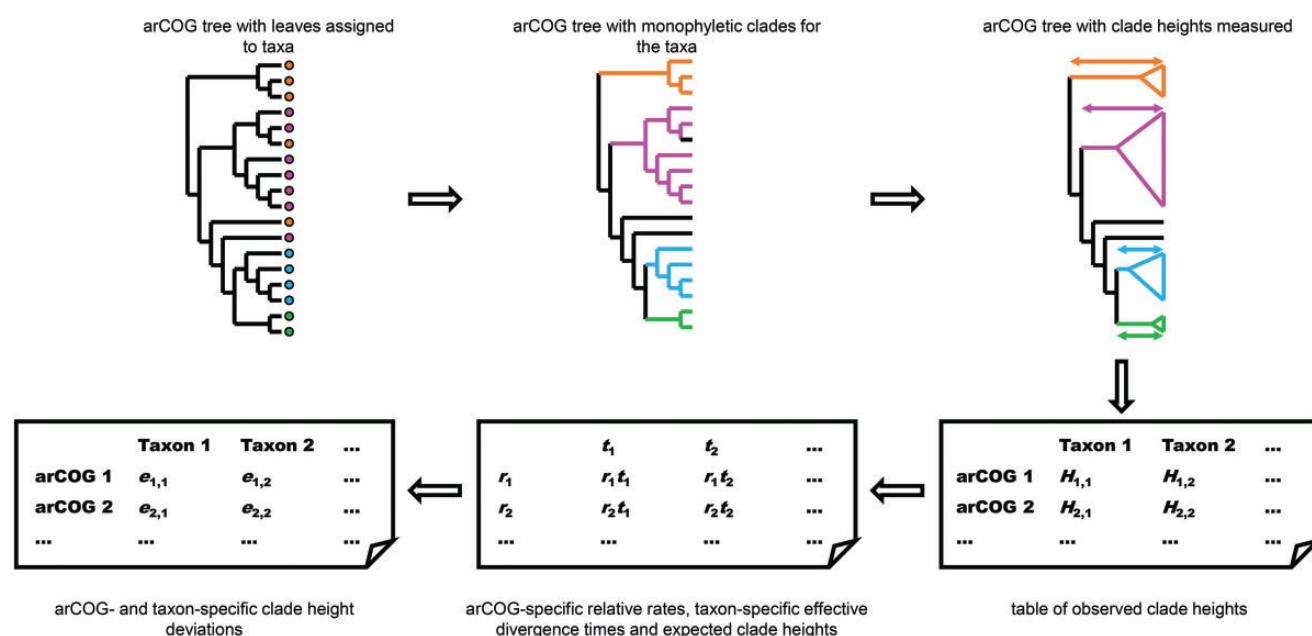 arCOG tree with leaves assigned
to taxa
arCOG tree with monophyletic clades for
the taxa
arCOG tree with clade heights measured
Taxon 1 Taxon 2 ...
arCOG 1 e1,1 e1,2 ...
arCOG 2 e2,1 e2,2 ...
... ... ... ...
t1 t2 ...
r1 r1t1 r1t2 ...
r2 r2t1 r2t2 ...
... ... ... ...
Taxon 1 Taxon 2 ...
arCOG 1 H1,1 H1,2 ...
arCOG 2 H2,1 H2,2 ...
... ... ... ...
arCOG- and taxon-specific clade height
deviations
arCOG-specific relative rates, taxon-specific effective
divergence times and expected clade heights
table of observed clade heights